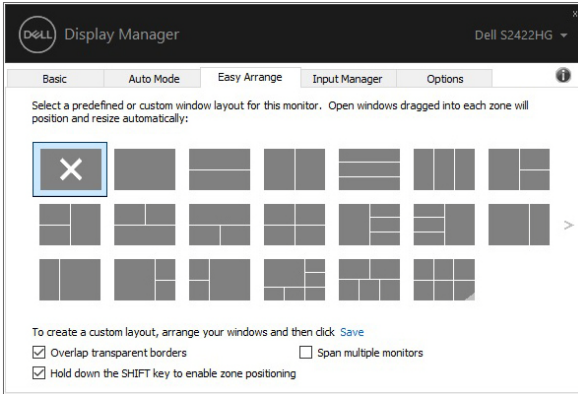 DELL Display Manager
Dell S2422HG
Basic Auto Mode Easy Arrange Input Manager Options
Select a predefined or custom window layout for this monitor. Open windows dragged into each zone will
position and resize automatically:
To create a custom layout, arrange your windows and then click Save
Overlap transparent borders
Span multiple monitors
Hold down the SHIFT key to enable zone positioning